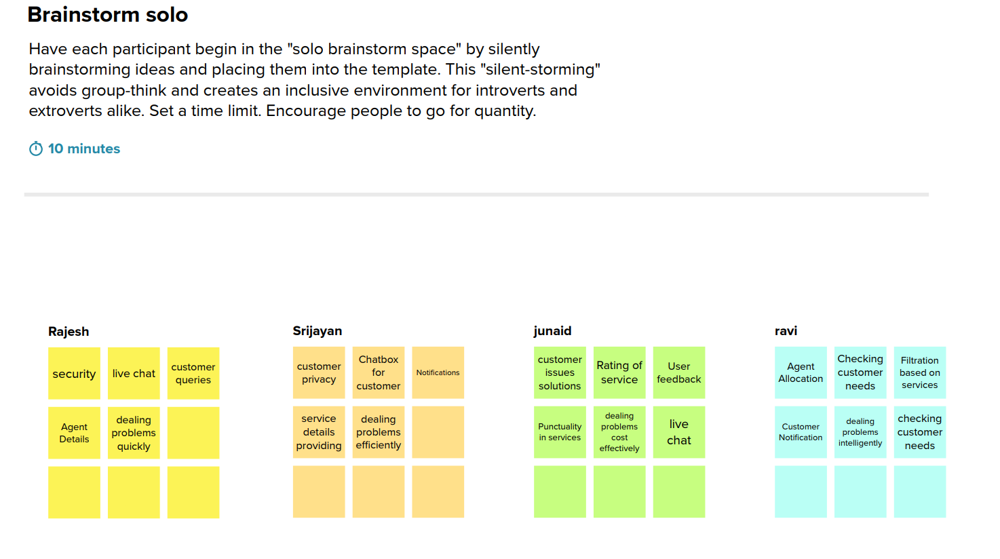 Brainstorm solo
Have each participant begin in the "solo brainstorm space" by silently
brainstorming ideas and placing them into the template. This "silent-storming"
avoids group-think and creates an inclusive environment for introverts and
extroverts alike. Set a time limit. Encourage people to go for quantity.
10 minutes
Rajesh
security
live chat
customer
queries
Agent
Details
dealing
problems
quickly
Srijayan
customer
privacy
Chatbox
for
customer
Notifications
service
details
providing
dealing
problems
efficiently
junaid
customer
issues
solutions
Rating of
service
User
feedback
Punctuality
in services
dealing
problems
cost
effectively
live
chat
ravi
Agent
Allocation
Checking
customer
needs
Filtration
based on
services
Customer
Notification
dealing
problems
intelligently
checking
customer
needs